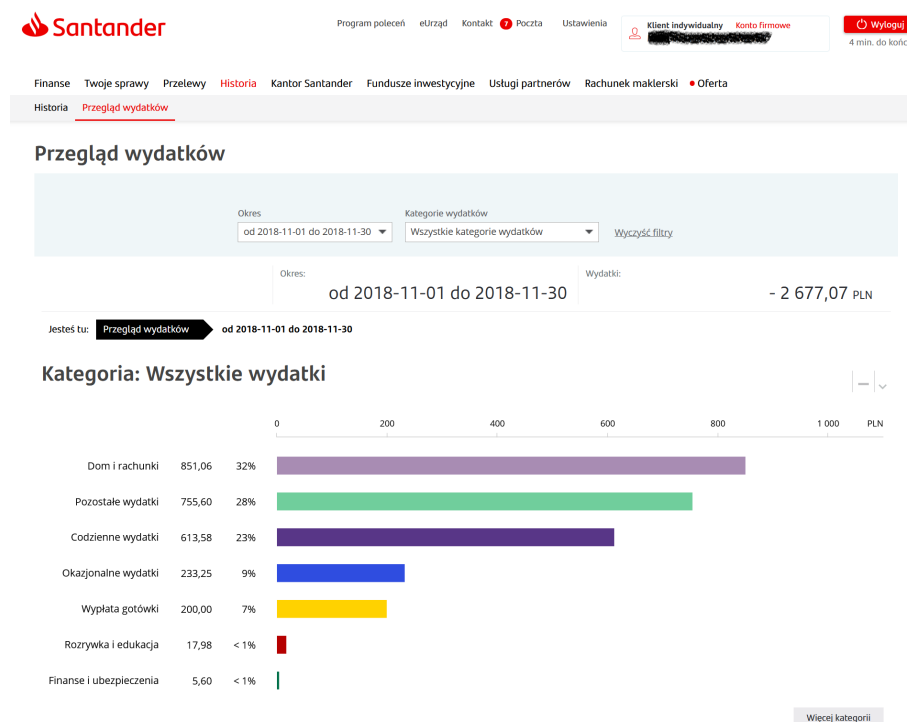 Santander
Program poleceń eUrząd Kontakt 7 Poczta Ustawienia
Klient indywidualny Konto firmowe
Wyloguj
4 min. do końc
Finanse Twoje sprawy Przelewy Historia Kantor Santander Fundusze inwestycyjne Usługi partnerów Rachunek maklerski Oferta
Historia Przegląd wydatków
Przegląd wydatków
Okres Kategorie wydatków
od 2018-11-01 do 2018-11-30 Wszystkie kategorie wydatków Wyczyść filtry
Okres: Wydatki:
od 2018-11-01 do 2018-11-30 - 2 677,07 PLN
Jesteś tu: Przegląd wydatków od 2018-11-01 do 2018-11-30
Kategoria: Wszystkie wydatki
0 200 400 600 800 1 000 PLN
Dom i rachunki 851,06 32%
Pozostałe wydatki 755,60 28%
Codzienne wydatki 613,58 23%
Okazjonalne wydatki 233,25 9%
Wypłata gotówki 200,00 7%
Rozrywka i edukacja 17,98 < 1%
Finanse i ubezpieczenia 5,60 < 1%
Więcej kategorii